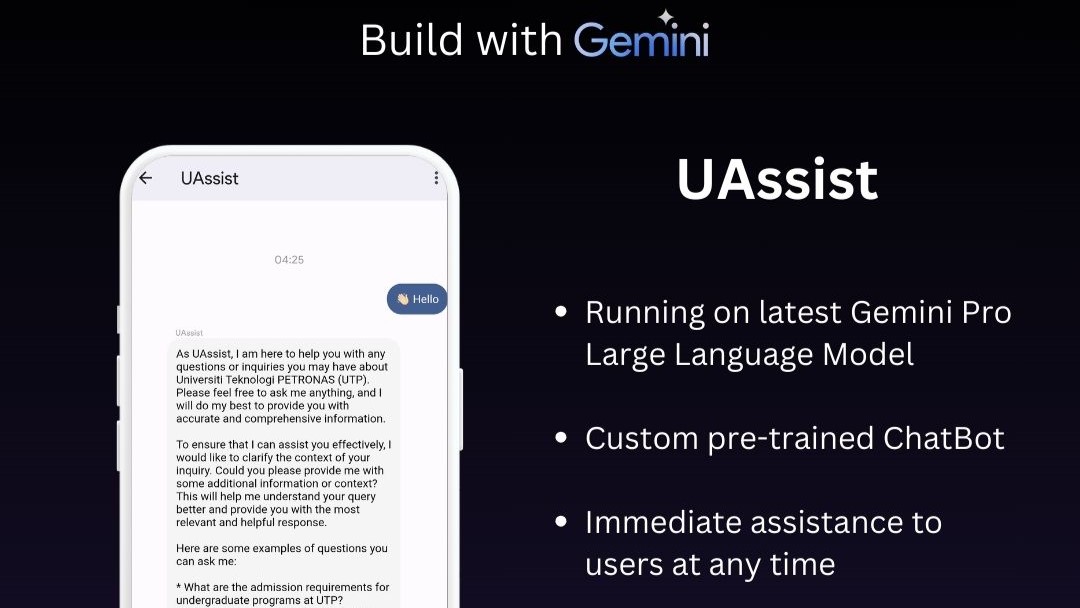 Build with Gemini
UAssist
04:25
👋🏻 Hello
UAssist
As UAssist, I am here to help you with any
questions or inquiries you may have about
Universiti Teknologi PETRONAS (UTP).
Please feel free to ask me anything, and I
will do my best to provide you with
accurate and comprehensive information.
To ensure that I can assist you effectively, I
would like to clarify the context of your
inquiry. Could you please provide me with
some additional information or context?
This will help me understand your query
better and provide you with the most
relevant and helpful response.
Here are some examples of questions you
can ask me:
* What are the admission requirements for
undergraduate programs at UTP?
UAssist
• Running on latest Gemini Pro
Large Language Model
• Custom pre-trained ChatBot
• Immediate assistance to
users at any time